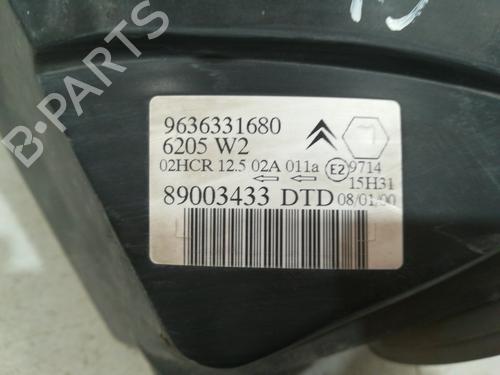 9636331680
6205 W2
02HCR 12.5 02A 011a E2 9714
15H31
89003433 DTD 08/01/00
B-PARTS